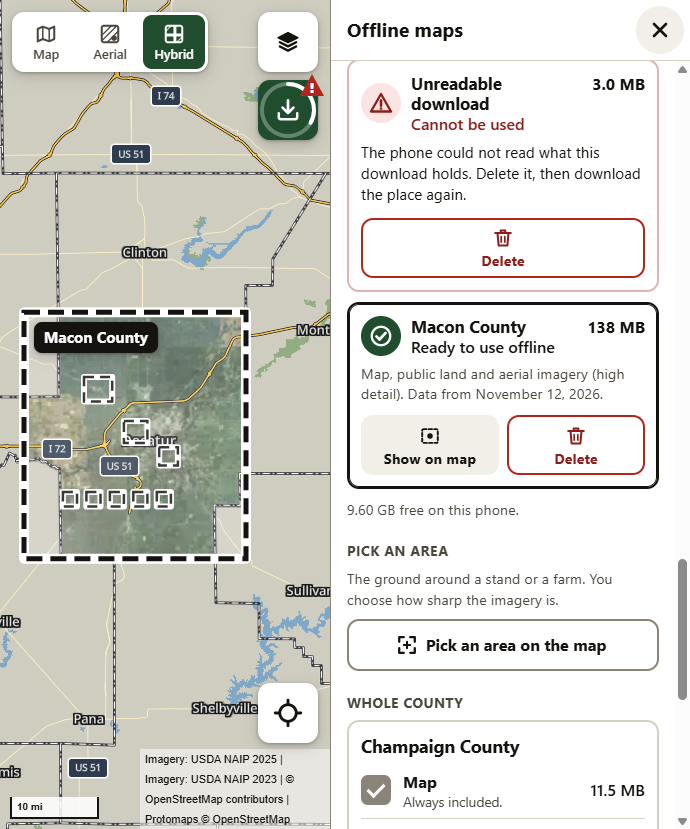 Map
Aerial
Hybrid
I 74
US 51
Clinton
Mont
Macon County
I 72
US 51
Sullivan
ville
Shelbyville
Pana
US 51
mis
10 mi
Imagery: USDA NAIP 2025 |
Imagery: USDA NAIP 2023 | ©
OpenStreetMap contributors |
Protomaps © OpenStreetMap
Offline maps
Unreadable
download
3.0 MB
Cannot be used
The phone could not read what this
download holds. Delete it, then download
the place again.
Delete
Macon County
138 MB
Ready to use offline
Map, public land and aerial imagery (high
detail). Data from November 12, 2026.
Show on map
Delete
9.60 GB free on this phone.
PICK AN AREA
The ground around a stand or a farm. You
choose how sharp the imagery is.
Pick an area on the map
WHOLE COUNTY
Champaign County
Map
11.5 MB
Always included.